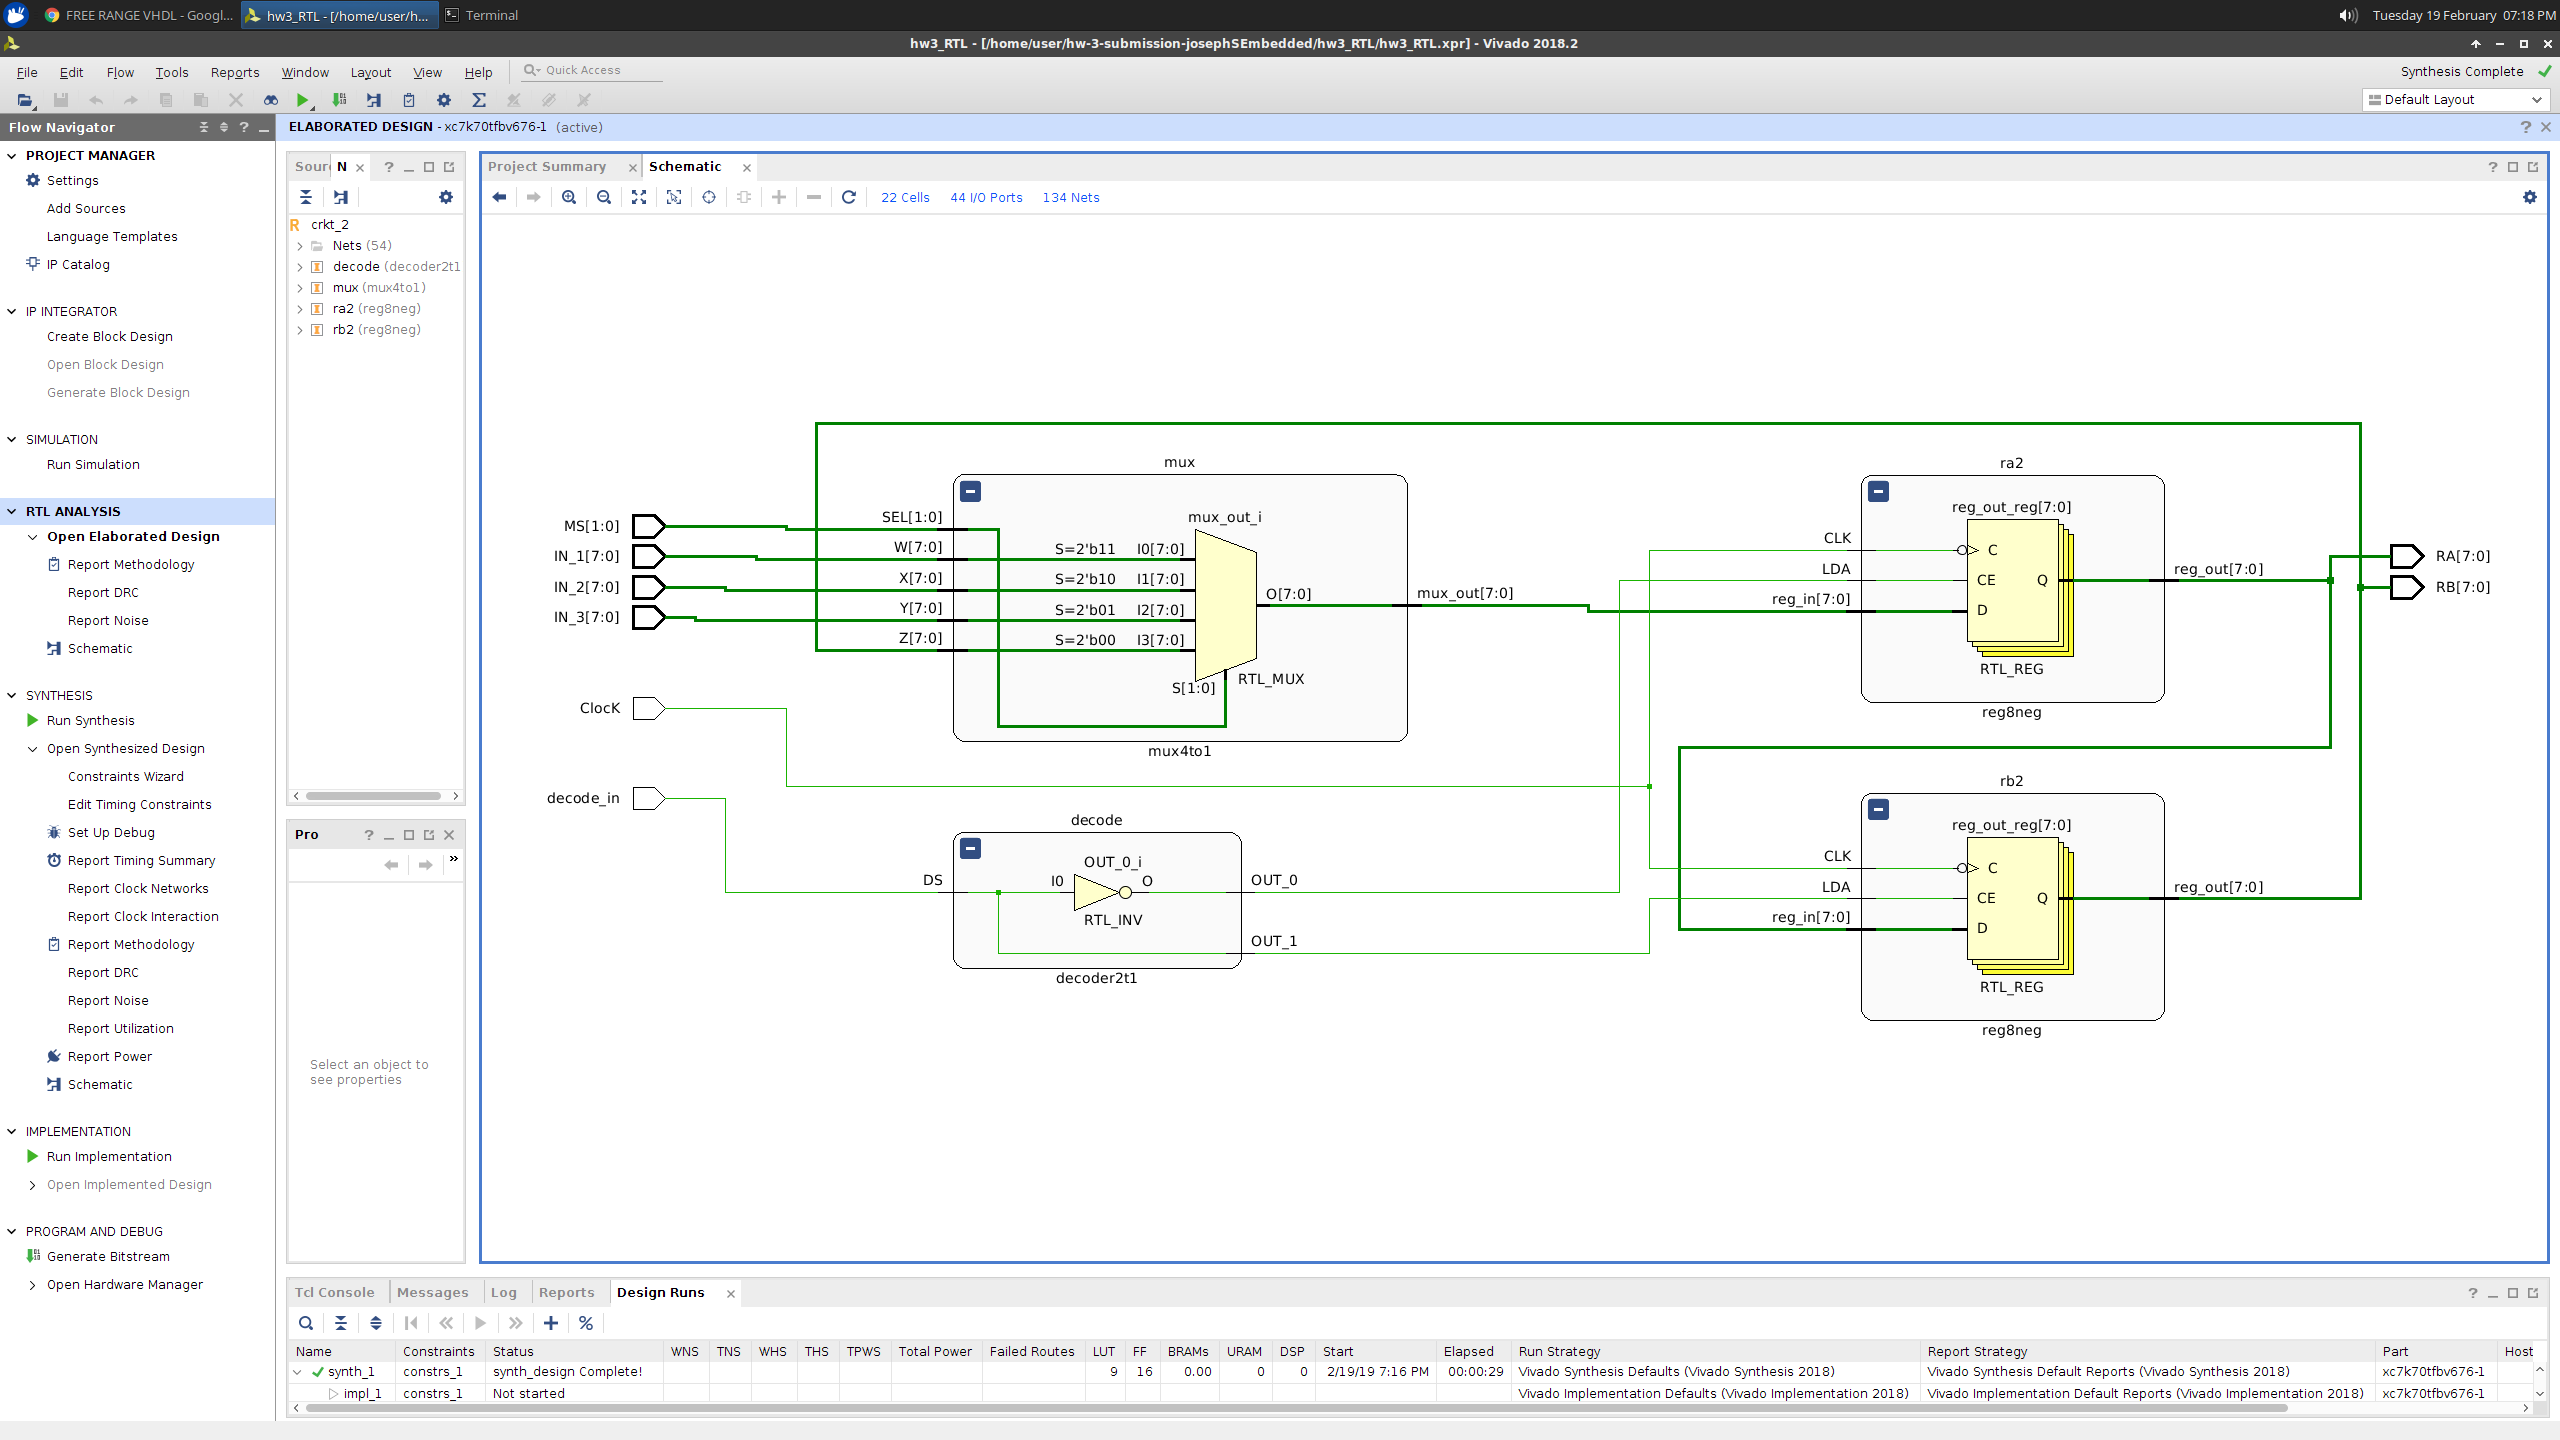 FREE RANGE VHDL - Googl...
hw3_RTL - [/home/user/h...
Terminal
Tuesday 19 February 07:18 PM
hw3_RTL - [/home/user/hw-3-submission-josephSEmbedded/hw3_RTL/hw3_RTL.xpr] - Vivado 2018.2
File Edit Flow Tools Reports Window Layout View Help Quick Access
Synthesis Complete
Default Layout
Flow Navigator
PROJECT MANAGER
Settings
Add Sources
Language Templates
IP Catalog
IP INTEGRATOR
Create Block Design
Open Block Design
Generate Block Design
SIMULATION
Run Simulation
RTL ANALYSIS
Open Elaborated Design
Report Methodology
Report DRC
Report Noise
Schematic
SYNTHESIS
Run Synthesis
Open Synthesized Design
Constraints Wizard
Edit Timing Constraints
Set Up Debug
Report Timing Summary
Report Clock Networks
Report Clock Interaction
Report Methodology
Report DRC
Report Noise
Report Utilization
Report Power
Schematic
IMPLEMENTATION
Run Implementation
Open Implemented Design
PROGRAM AND DEBUG
Generate Bitstream
Open Hardware Manager
ELABORATED DESIGN - xc7k70tfbv676-1 (active)
Sour N
crkt_2
Nets (54)
decode (decoder2t1
mux (mux4to1)
ra2 (reg8neg)
rb2 (reg8neg)
Pro
Select an object to
see properties
Project Summary
Schematic
22 Cells 44 I/O Ports 134 Nets
MS[1:0]
IN_1[7:0]
IN_2[7:0]
IN_3[7:0]
ClocK
decode_in
mux
SEL[1:0]
W[7:0]
X[7:0]
Y[7:0]
Z[7:0]
mux_out_i
S=2'b11 I0[7:0]
S=2'b10 I1[7:0]
S=2'b01 I2[7:0]
S=2'b00 I3[7:0]
O[7:0]
S[1:0]
RTL_MUX
mux_out[7:0]
mux4to1
decode
DS
OUT_0_i
I0 O
RTL_INV
OUT_0
OUT_1
decoder2t1
ra2
reg_out_reg[7:0]
CLK
LDA
reg_in[7:0]
C
CE Q
D
RTL_REG
reg_out[7:0]
reg8neg
RA[7:0]
RB[7:0]
rb2
reg_out_reg[7:0]
CLK
LDA
reg_in[7:0]
C
CE Q
D
RTL_REG
reg_out[7:0]
reg8neg
Tcl Console Messages Log Reports Design Runs
Name Constraints Status WNS TNS WHS THS TPWS Total Power Failed Routes LUT FF BRAMs URAM DSP Start Elapsed Run Strategy Report Strategy Part Host
synth_1 constrs_1 synth_design Complete! 9 16 0.00 0 0 2/19/19 7:16 PM 00:00:29 Vivado Synthesis Defaults (Vivado Synthesis 2018) Vivado Synthesis Default Reports (Vivado Synthesis 2018) xc7k70tfbv676-1
impl_1 constrs_1 Not started Vivado Implementation Defaults (Vivado Implementation 2018) Vivado Implementation Default Reports (Vivado Implementation 2018) xc7k70tfbv676-1